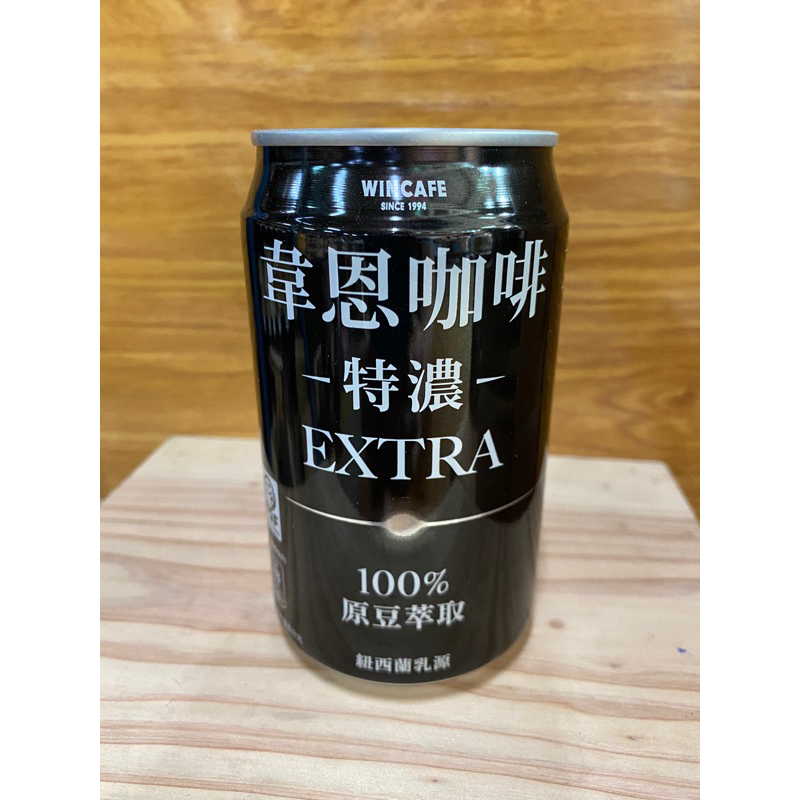 WINCAFE
SINCE 1994
韋恩咖啡
－特濃－
EXTRA
100%
原豆萃取
紐西蘭乳源